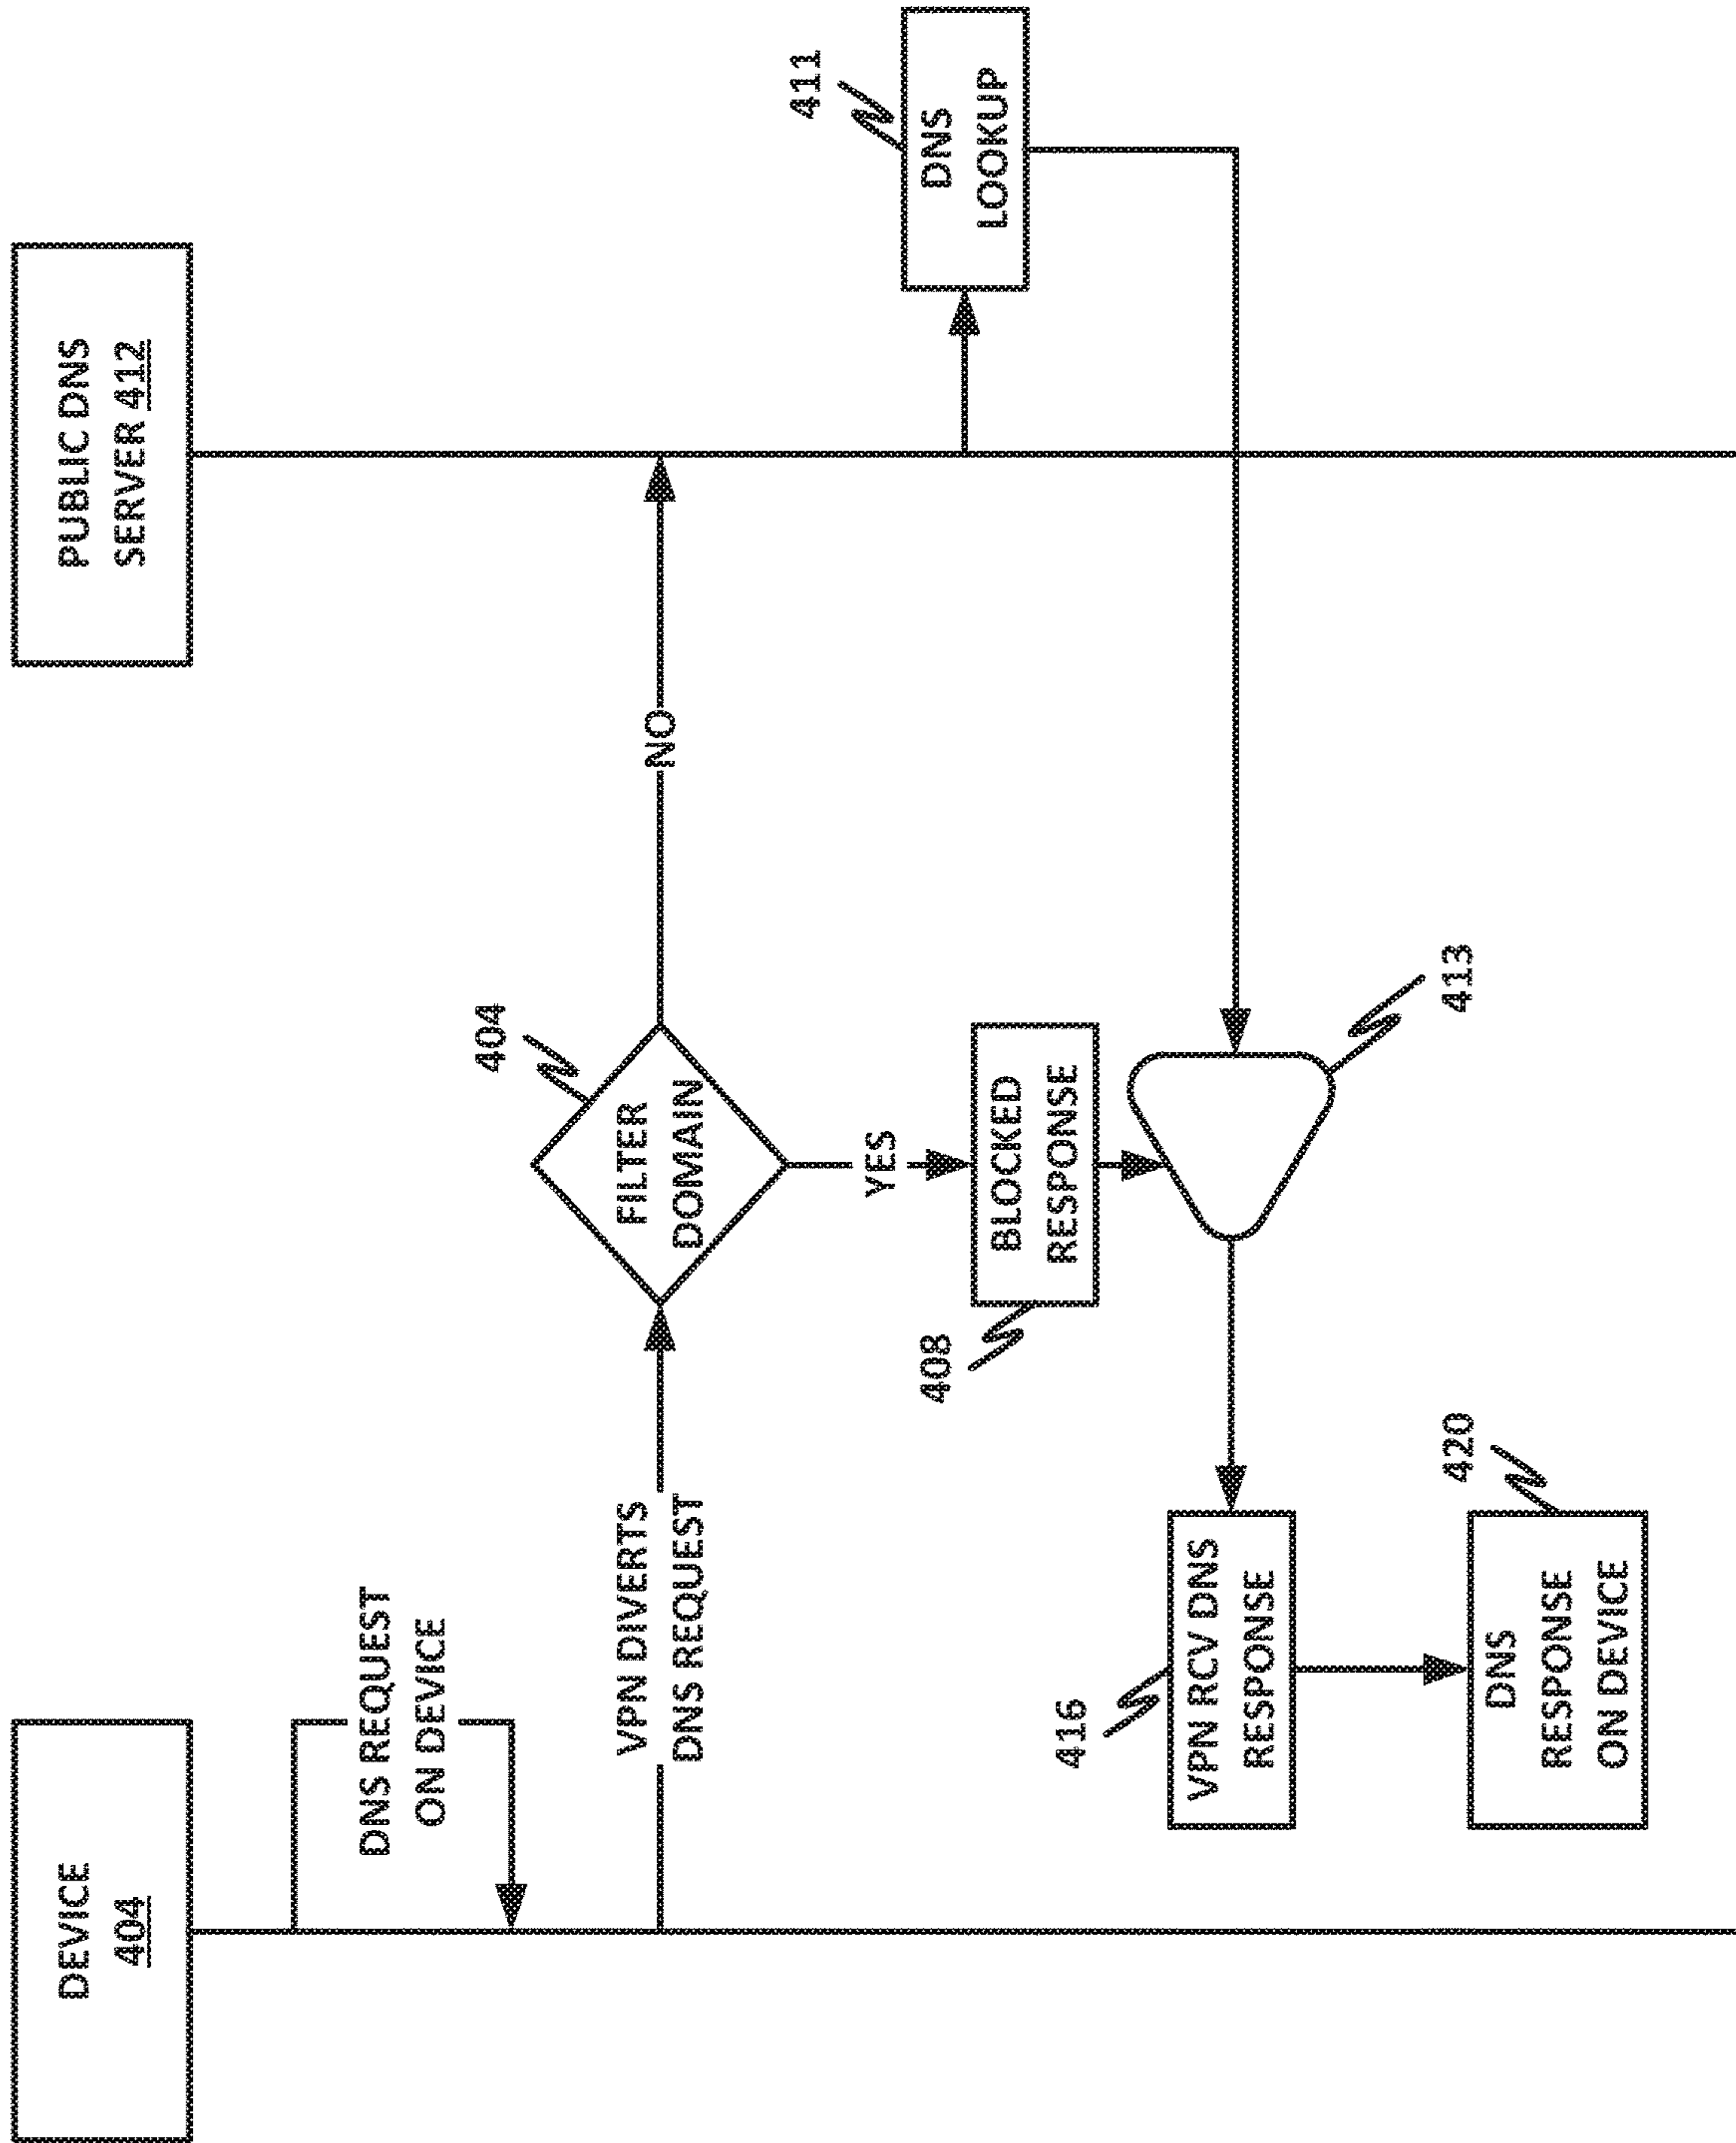 DEVICE
404
PUBLIC DNS
SERVER 412
DNS REQUEST
ON DEVICE
VPN DIVERTS
DNS REQUEST
404
FILTER
DOMAIN
NO
YES
408
BLOCKED
RESPONSE
411
DNS
LOOKUP
413
416
VPN RCV DNS
RESPONSE
420
DNS
RESPONSE
ON DEVICE